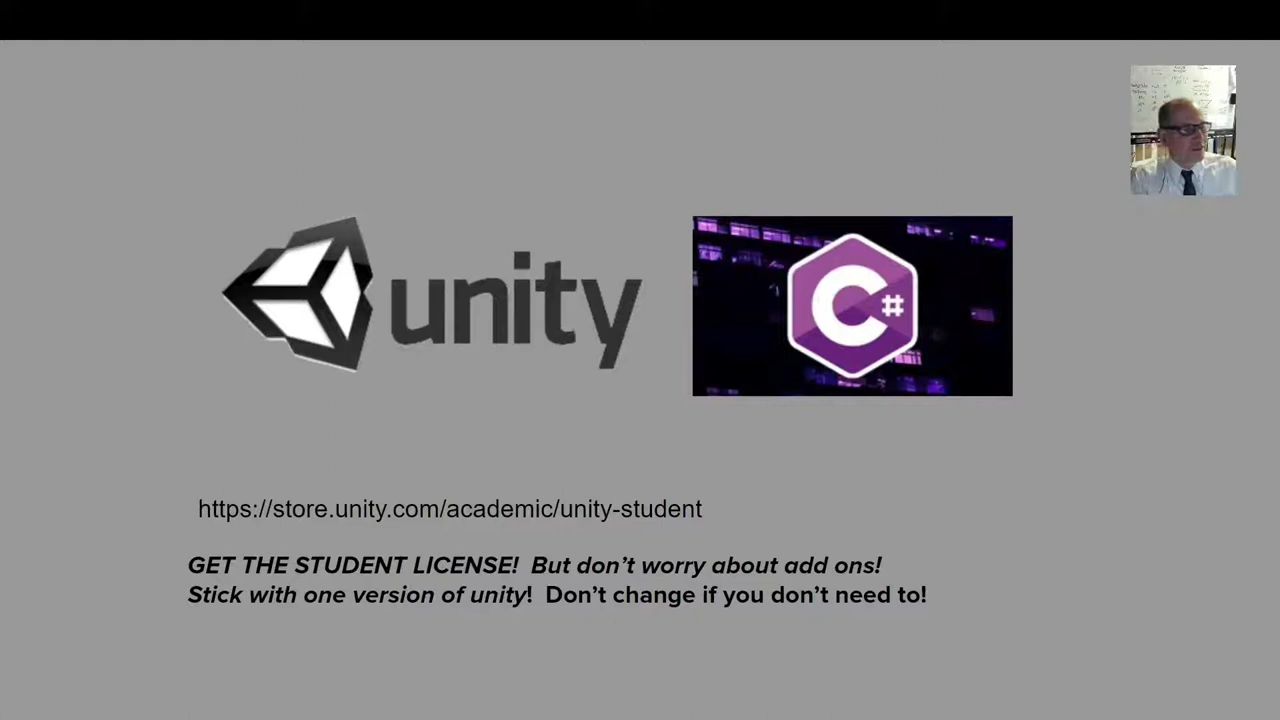 unity
C#
https://store.unity.com/academic/unity-student
GET THE STUDENT LICENSE!  But don’t worry about add ons!
Stick with one version of unity!  Don’t change if you don’t need to!